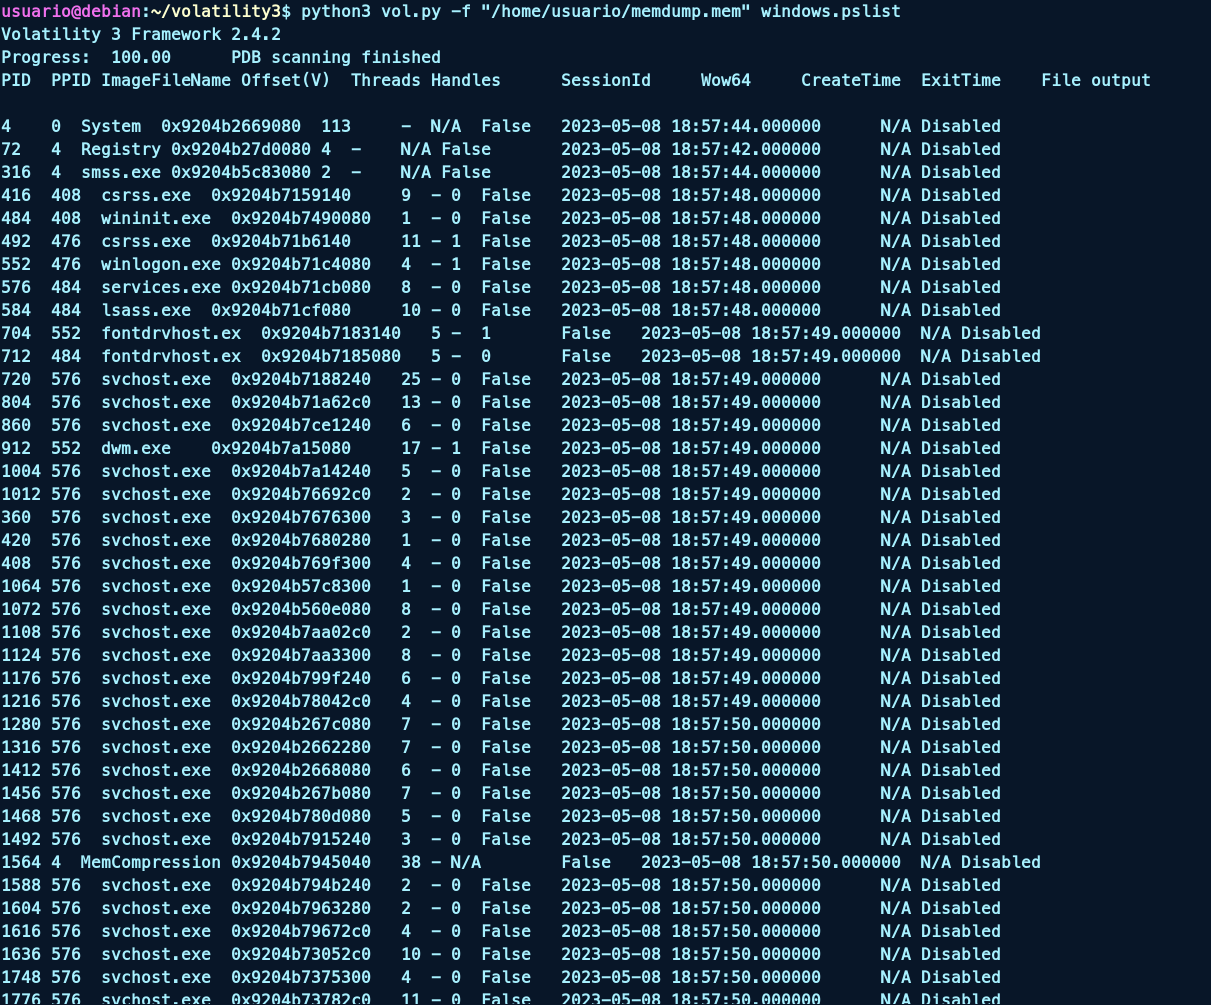 usuario@debian:~/volatility3$ python3 vol.py -f "/home/usuario/memdump.mem" windows.pslist
Volatility 3 Framework 2.4.2
Progress:  100.00      PDB scanning finished
PID  PPID ImageFileName Offset(V)  Threads Handles      SessionId     Wow64     CreateTime  ExitTime    File output

4    0  System  0x9204b2669080  113     -  N/A  False   2023-05-08 18:57:44.000000      N/A Disabled
72   4  Registry 0x9204b27d0080 4  -    N/A False       2023-05-08 18:57:42.000000      N/A Disabled
316  4  smss.exe 0x9204b5c83080 2  -    N/A False       2023-05-08 18:57:44.000000      N/A Disabled
416  408  csrss.exe  0x9204b7159140     9  - 0  False   2023-05-08 18:57:48.000000      N/A Disabled
484  408  wininit.exe  0x9204b7490080   1  - 0  False   2023-05-08 18:57:48.000000      N/A Disabled
492  476  csrss.exe  0x9204b71b6140     11 - 1  False   2023-05-08 18:57:48.000000      N/A Disabled
552  476  winlogon.exe 0x9204b71c4080   4  - 1  False   2023-05-08 18:57:48.000000      N/A Disabled
576  484  services.exe 0x9204b71cb080   8  - 0  False   2023-05-08 18:57:48.000000      N/A Disabled
584  484  lsass.exe  0x9204b71cf080     10 - 0  False   2023-05-08 18:57:48.000000      N/A Disabled
704  552  fontdrvhost.ex  0x9204b7183140   5 -  1       False   2023-05-08 18:57:49.000000  N/A Disabled
712  484  fontdrvhost.ex  0x9204b7185080   5 -  0       False   2023-05-08 18:57:49.000000  N/A Disabled
720  576  svchost.exe  0x9204b7188240   25 - 0  False   2023-05-08 18:57:49.000000      N/A Disabled
804  576  svchost.exe  0x9204b71a62c0   13 - 0  False   2023-05-08 18:57:49.000000      N/A Disabled
860  576  svchost.exe  0x9204b7ce1240   6  - 0  False   2023-05-08 18:57:49.000000      N/A Disabled
912  552  dwm.exe    0x9204b7a15080     17 - 1  False   2023-05-08 18:57:49.000000      N/A Disabled
1004 576  svchost.exe  0x9204b7a14240   5  - 0  False   2023-05-08 18:57:49.000000      N/A Disabled
1012 576  svchost.exe  0x9204b76692c0   2  - 0  False   2023-05-08 18:57:49.000000      N/A Disabled
360  576  svchost.exe  0x9204b7676300   3  - 0  False   2023-05-08 18:57:49.000000      N/A Disabled
420  576  svchost.exe  0x9204b7680280   1  - 0  False   2023-05-08 18:57:49.000000      N/A Disabled
408  576  svchost.exe  0x9204b769f300   4  - 0  False   2023-05-08 18:57:49.000000      N/A Disabled
1064 576  svchost.exe  0x9204b57c8300   1  - 0  False   2023-05-08 18:57:49.000000      N/A Disabled
1072 576  svchost.exe  0x9204b560e080   8  - 0  False   2023-05-08 18:57:49.000000      N/A Disabled
1108 576  svchost.exe  0x9204b7aa02c0   2  - 0  False   2023-05-08 18:57:49.000000      N/A Disabled
1124 576  svchost.exe  0x9204b7aa3300   8  - 0  False   2023-05-08 18:57:49.000000      N/A Disabled
1176 576  svchost.exe  0x9204b799f240   6  - 0  False   2023-05-08 18:57:49.000000      N/A Disabled
1216 576  svchost.exe  0x9204b78042c0   4  - 0  False   2023-05-08 18:57:49.000000      N/A Disabled
1280 576  svchost.exe  0x9204b267c080   7  - 0  False   2023-05-08 18:57:50.000000      N/A Disabled
1316 576  svchost.exe  0x9204b2662280   7  - 0  False   2023-05-08 18:57:50.000000      N/A Disabled
1412 576  svchost.exe  0x9204b2668080   6  - 0  False   2023-05-08 18:57:50.000000      N/A Disabled
1456 576  svchost.exe  0x9204b267b080   7  - 0  False   2023-05-08 18:57:50.000000      N/A Disabled
1468 576  svchost.exe  0x9204b780d080   5  - 0  False   2023-05-08 18:57:50.000000      N/A Disabled
1492 576  svchost.exe  0x9204b7915240   3  - 0  False   2023-05-08 18:57:50.000000      N/A Disabled
1564 4  MemCompression 0x9204b7945040   38 - N/A        False   2023-05-08 18:57:50.000000  N/A Disabled
1588 576  svchost.exe  0x9204b794b240   2  - 0  False   2023-05-08 18:57:50.000000      N/A Disabled
1604 576  svchost.exe  0x9204b7963280   2  - 0  False   2023-05-08 18:57:50.000000      N/A Disabled
1616 576  svchost.exe  0x9204b79672c0   4  - 0  False   2023-05-08 18:57:50.000000      N/A Disabled
1636 576  svchost.exe  0x9204b73052c0   10 - 0  False   2023-05-08 18:57:50.000000      N/A Disabled
1748 576  svchost.exe  0x9204b7375300   4  - 0  False   2023-05-08 18:57:50.000000      N/A Disabled
1776 576  svchost.exe  0x9204b73782c0   11 - 0  False   2023-05-08 18:57:50.000000      N/A Disabled